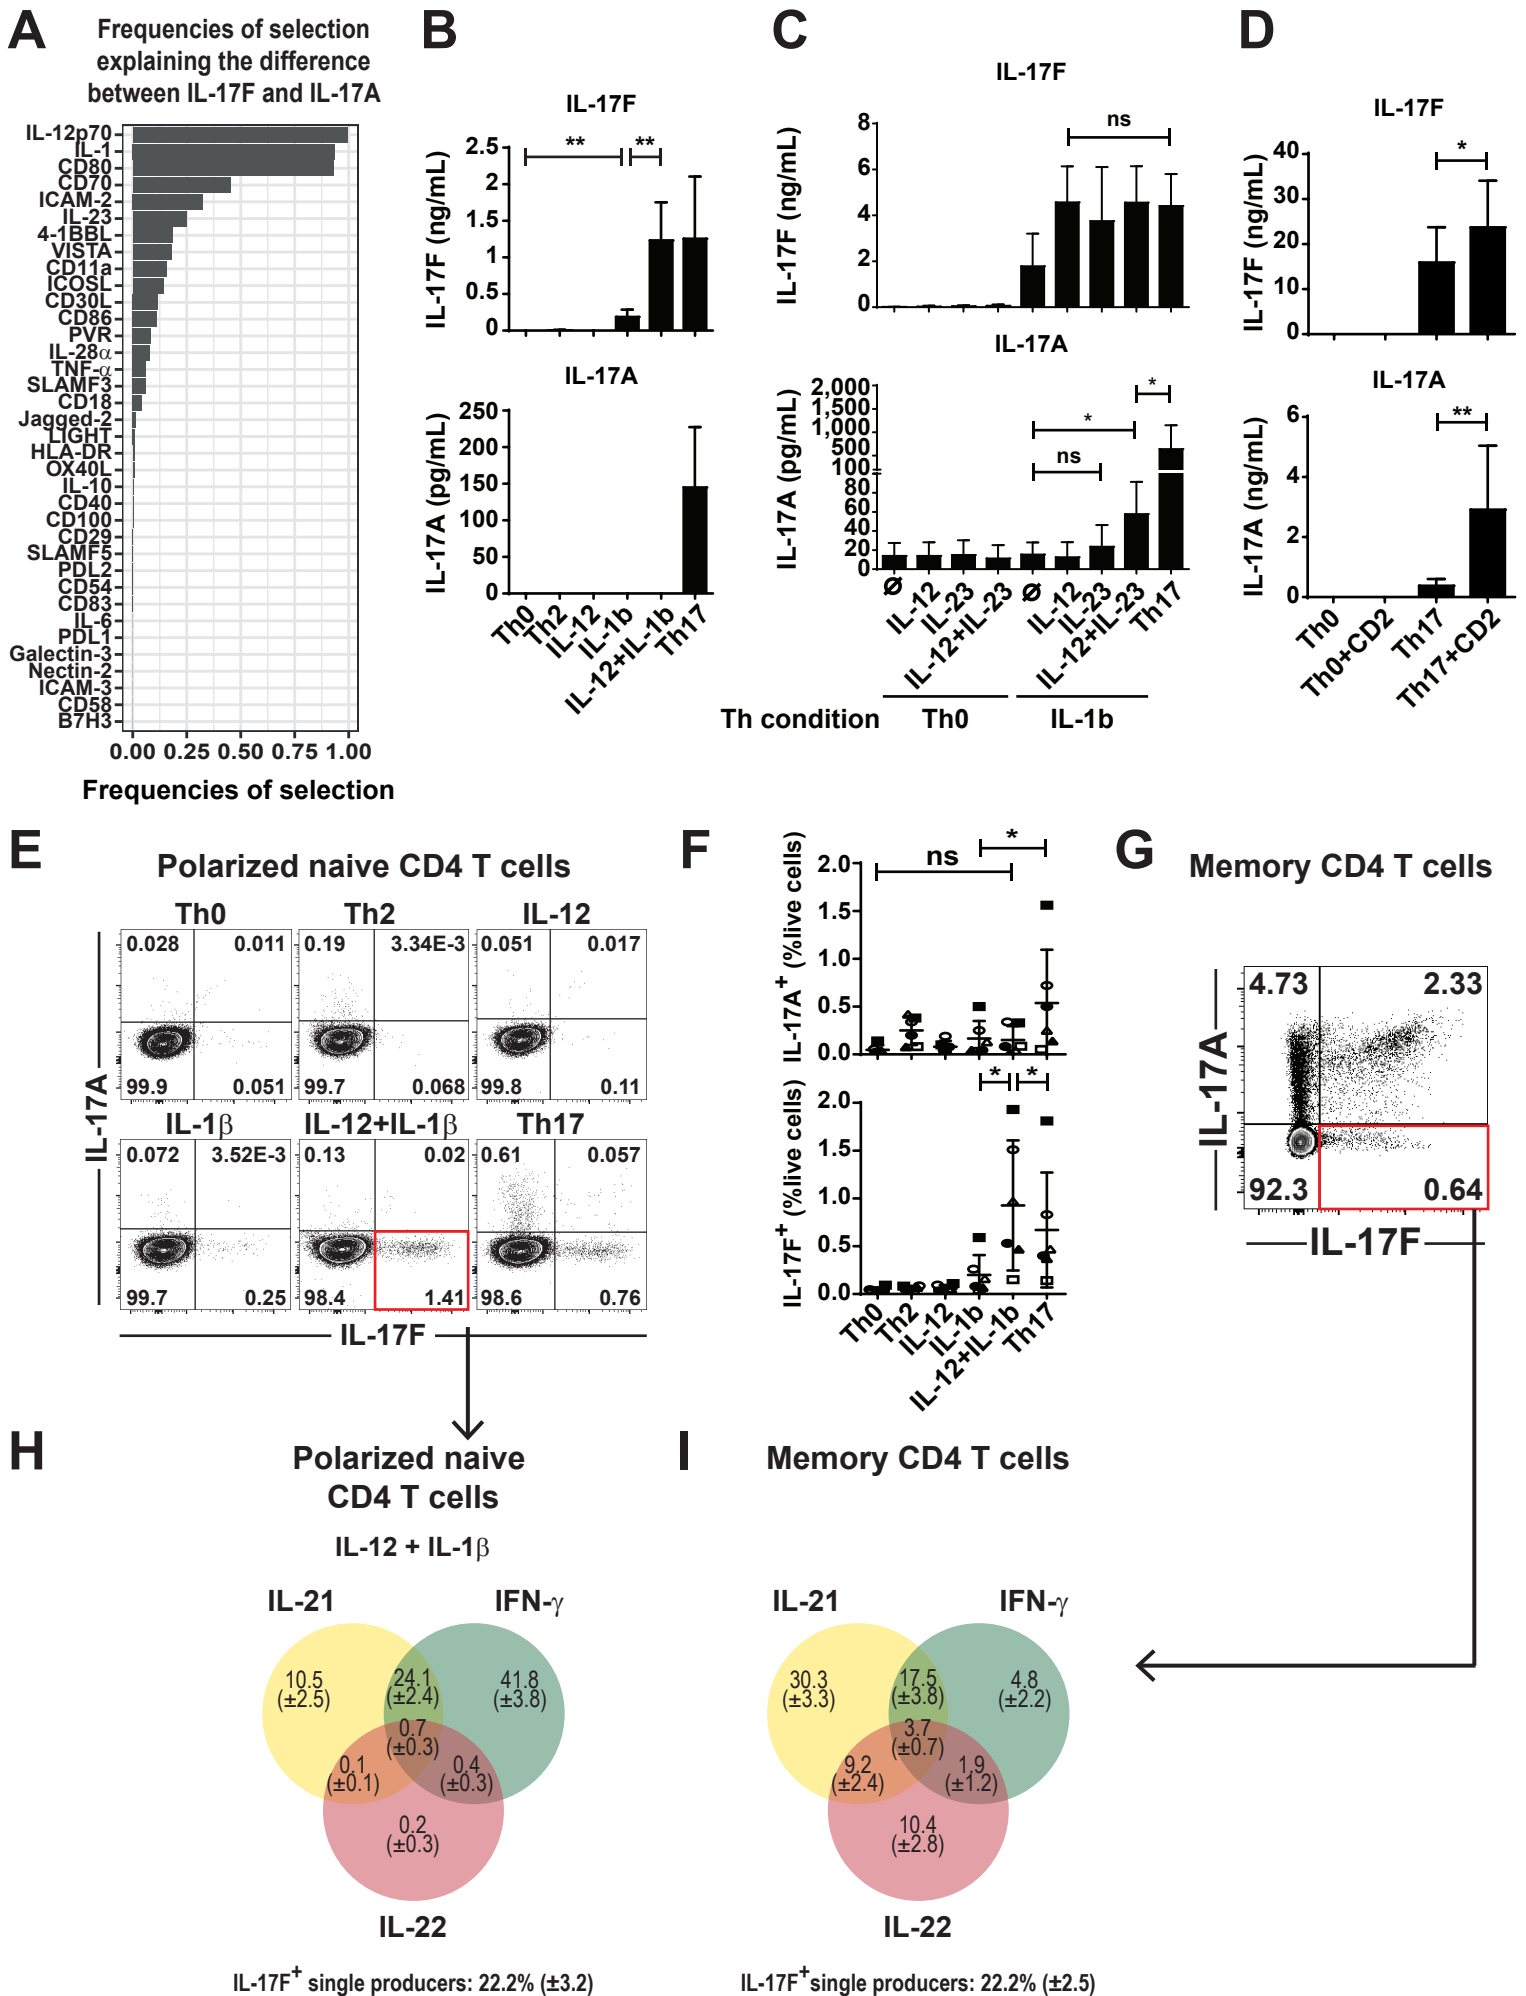 A
Frequencies of selection
explaining the difference
between IL-17F and IL-17A
IL-12p70
IL-1
CD80
CD70
ICAM-2
IL-23
4-1BBL
VISTA
CD11a
ICOSL
CD30L
CD86
PVR
IL-28α
TNF-α
SLAMF3
CD18
Jagged-2
LIGHT
HLA-DR
OX40L
IL-10
CD40
CD100
CD29
SLAMF5
PDL2
CD54
CD83
IL-6
PDL1
Galectin-3
Nectin-2
ICAM-3
CD58
B7H3
0.00 0.25 0.50 0.75 1.00
Frequencies of selection
B
IL-17F
IL-17F (ng/mL)
2.5
2
1.5
1
0.5
0
** **
IL-17A
IL-17A (pg/mL)
250
200
150
100
50
0
Th0
Th2
IL-12
IL-1b
IL-12+IL-1b
Th17
C
IL-17F
IL-17F (ng/mL)
8
6
4
2
0
ns
IL-17A
IL-17A (pg/mL)
2,000
1,500
1,000
500
100
80
60
40
20
0
ns
*
*
Ø
IL-12
IL-23
IL-12+IL-23
Ø
IL-12
IL-23
IL-12+IL-23
Th17
Th condition Th0 IL-1b
D
IL-17F
IL-17F (ng/mL)
40
30
20
10
0
*
IL-17A
IL-17A (ng/mL)
6
4
2
0
**
Th0
Th0+CD2
Th17
Th17+CD2
E
Polarized naive CD4 T cells
Th0 Th2 IL-12
0.028 0.011 0.19 3.34E-3 0.051 0.017
99.9 0.051 99.7 0.068 99.8 0.11
IL-1β IL-12+IL-1β Th17
0.072 3.52E-3 0.13 0.02 0.61 0.057
99.7 0.25 98.4 1.41 98.6 0.76
IL-17A
IL-17F
F
IL-17A+ (%live cells)
2.0
1.5
1.0
0.5
0.0
ns
*
IL-17F+ (%live cells)
2.0
1.5
1.0
0.5
0.0
* *
Th0
Th2
IL-12
IL-1b
IL-12+IL-1b
Th17
G
Memory CD4 T cells
4.73 2.33
92.3 0.64
IL-17A
IL-17F
H
Polarized naive
CD4 T cells
IL-12 + IL-1β
IL-21 IFN-γ
10.5
(±2.5)
24.1
(±2.4)
41.8
(±3.8)
0.7
(±0.3)
0.1
(±0.1)
0.4
(±0.3)
0.2
(±0.3)
IL-22
IL-17F+ single producers: 22.2% (±3.2)
I
Memory CD4 T cells
IL-21 IFN-γ
30.3
(±3.3)
17.5
(±3.8)
4.8
(±2.2)
3.7
(±0.7)
9.2
(±2.4)
1.9
(±1.2)
10.4
(±2.8)
IL-22
IL-17F+ single producers: 22.2% (±2.5)